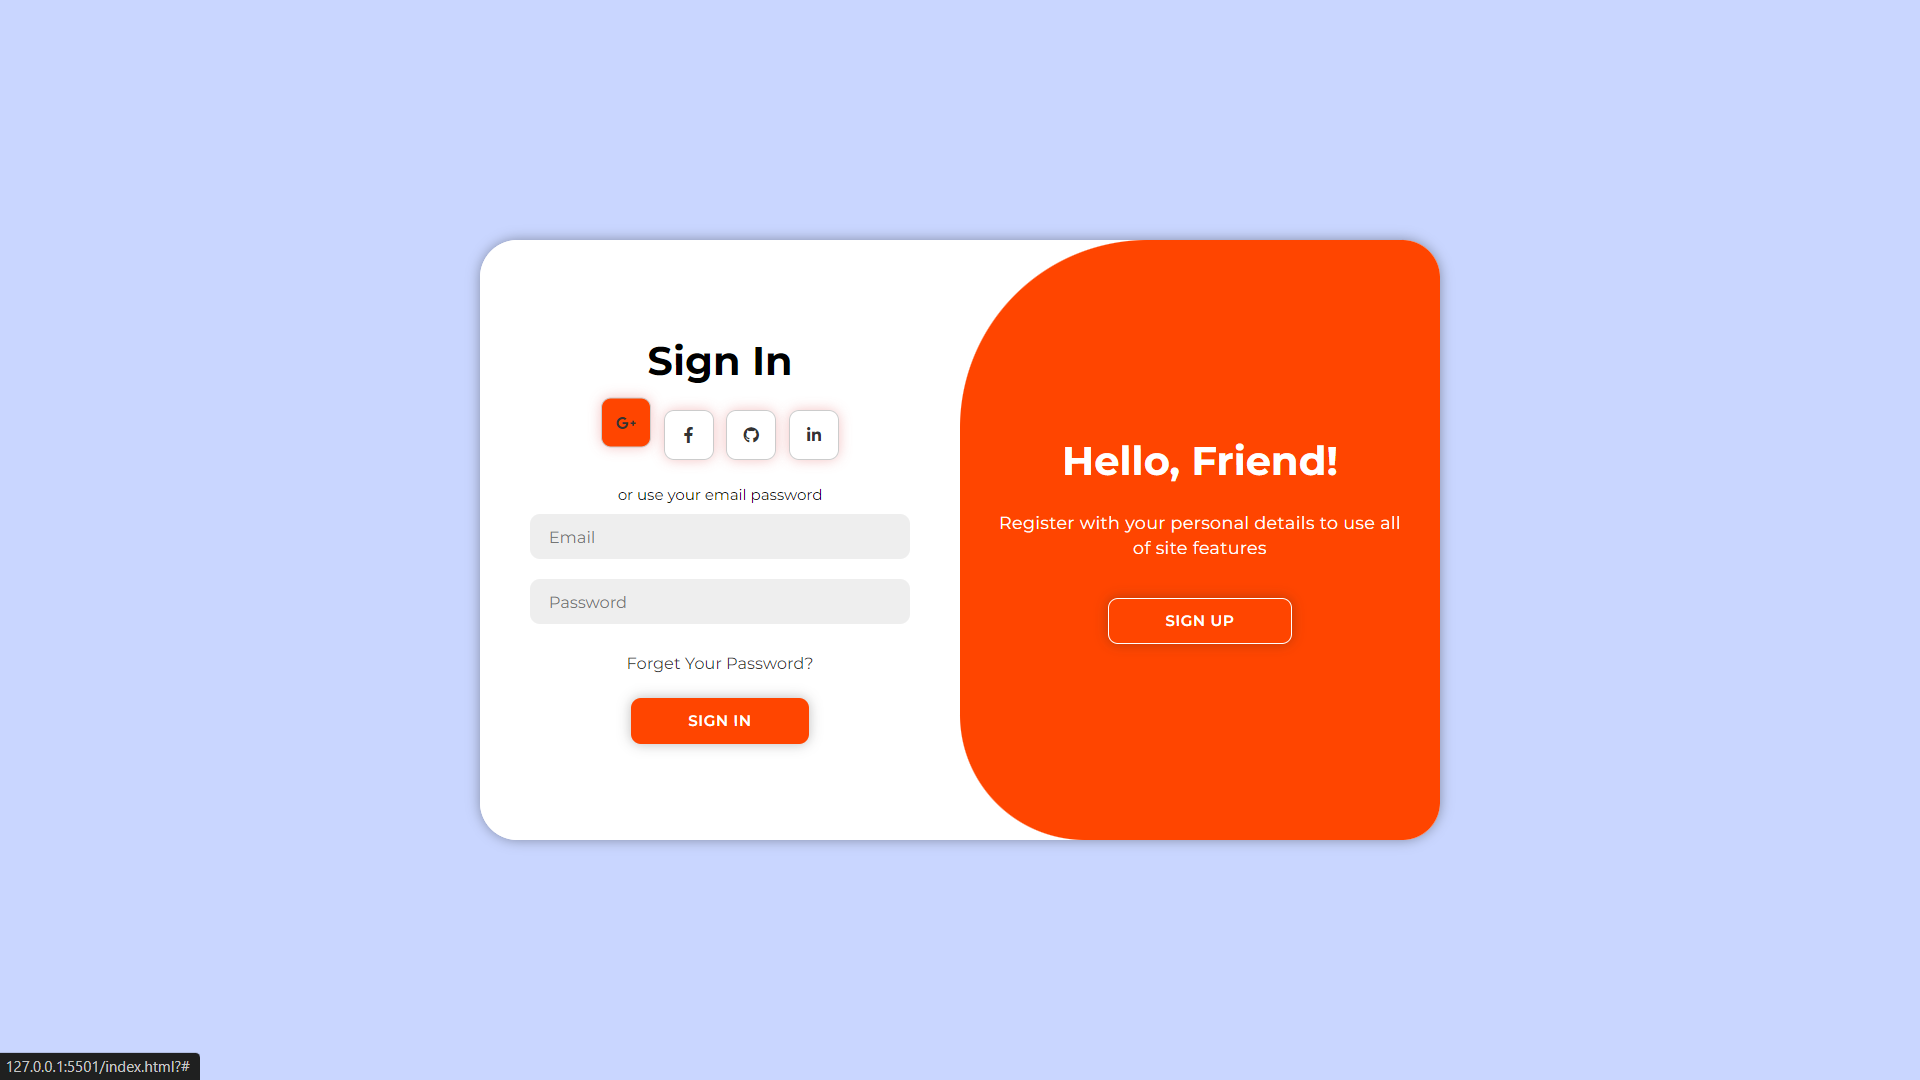 Sign In
G+
f
in
or use your email password
Email
Password
Forget Your Password?
SIGN IN
Hello, Friend!
Register with your personal details to use all
of site features
SIGN UP
127.0.0.1:5501/index.html?#